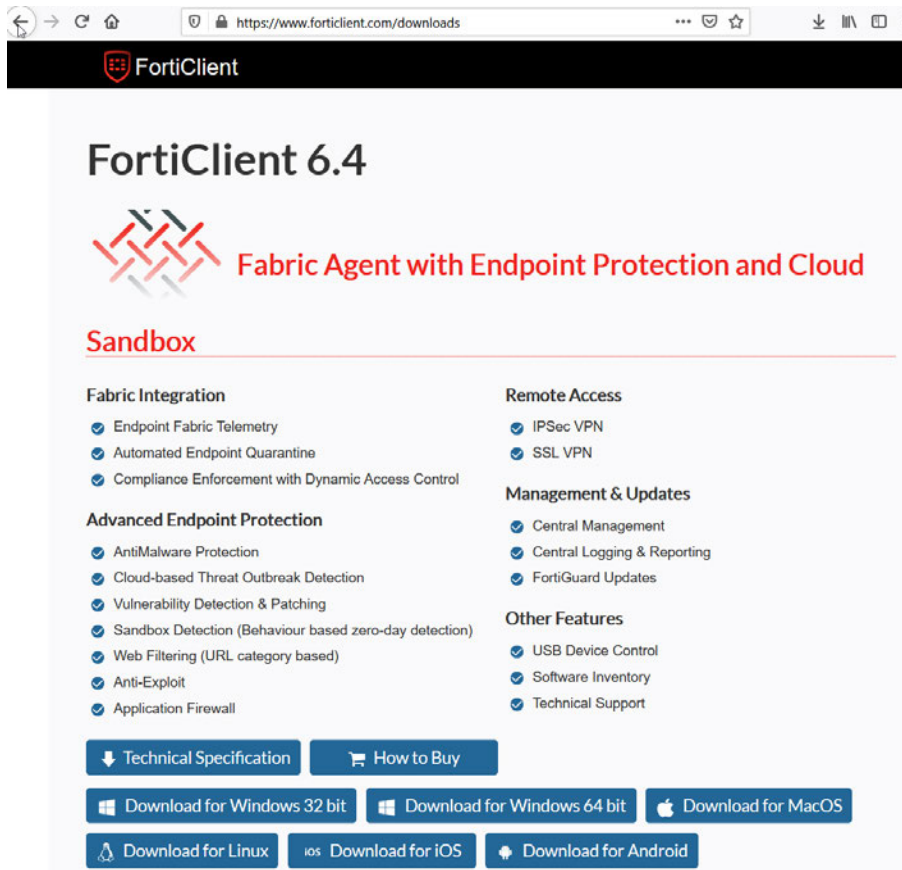 https://www.forticlient.com/downloads
FortiClient
FortiClient 6.4
Fabric Agent with Endpoint Protection and Cloud
Sandbox
Fabric Integration
Endpoint Fabric Telemetry
Automated Endpoint Quarantine
Compliance Enforcement with Dynamic Access Control
Advanced Endpoint Protection
AntiMalware Protection
Cloud-based Threat Outbreak Detection
Vulnerability Detection & Patching
Sandbox Detection (Behaviour based zero-day detection)
Web Filtering (URL category based)
Anti-Exploit
Application Firewall
Remote Access
IPSec VPN
SSL VPN
Management & Updates
Central Management
Central Logging & Reporting
FortiGuard Updates
Other Features
USB Device Control
Software Inventory
Technical Support
Technical Specification
How to Buy
Download for Windows 32 bit
Download for Windows 64 bit
Download for MacOS
Download for Linux
iOS Download for iOS
Download for Android